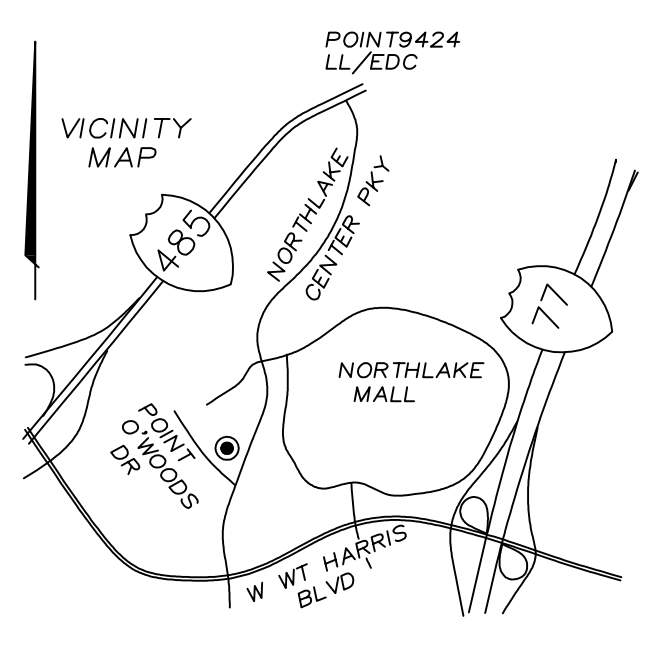 POINT9424
LL/EDC
VICINITY
MAP
NORTHLAKE
CENTER PKY
485
77
NORTHLAKE
MALL
POINT
O'WOODS
DR
W WT HARRIS
BLVD